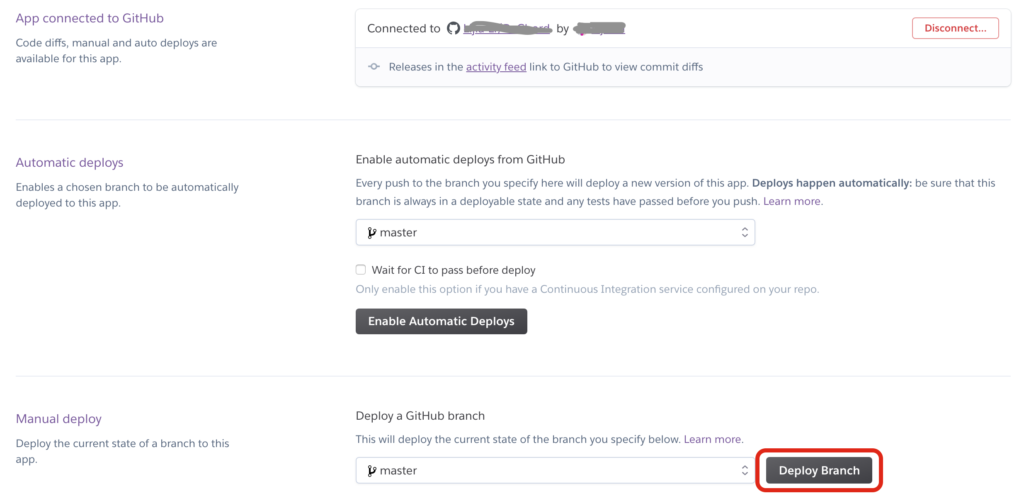 App connected to GitHub
Code diffs, manual and auto deploys are
available for this app.
Connected to by
Disconnect...
Releases in the activity feed link to GitHub to view commit diffs
Automatic deploys
Enables a chosen branch to be automatically
deployed to this app.
Enable automatic deploys from GitHub
Every push to the branch you specify here will deploy a new version of this app. Deploys happen automatically: be sure that this
branch is always in a deployable state and any tests have passed before you push. Learn more.
master
Wait for CI to pass before deploy
Only enable this option if you have a Continuous Integration service configured on your repo.
Enable Automatic Deploys
Manual deploy
Deploy the current state of a branch to this
app.
Deploy a GitHub branch
This will deploy the current state of the branch you specify below. Learn more.
master
Deploy Branch